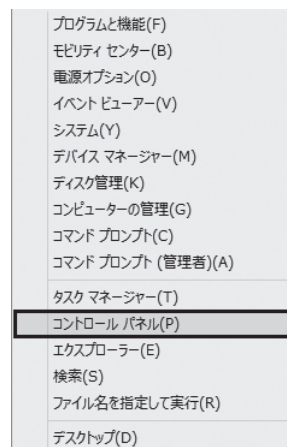 プログラムと機能(F)
モビリティ センター(B)
電源オプション(O)
イベント ビューアー(V)
システム(Y)
デバイス マネージャー(M)
ディスク管理(K)
コンピューターの管理(G)
コマンド プロンプト(C)
コマンド プロンプト (管理者)(A)
タスク マネージャー(T)
コントロール パネル(P)
エクスプローラー(E)
検索(S)
ファイル名を指定して実行(R)
デスクトップ(D)